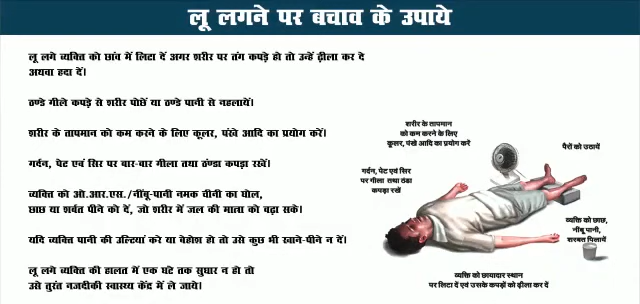 लू लगने पर बचाव के उपाये
लू लगे व्यक्ति को छांव में लिटा दें अगर शरीर पर तंग कपड़े हो तो उन्हें ढ़ीला कर दे
अथवा हटा दें।
ठण्डे गीले कपड़े से शरीर पोछें या ठण्डे पानी से नहलायें।
शरीर के तापमान को कम करने के लिए कूलर, पंखे आदि का प्रयोग करें।
गर्दन, पेट एवं सिर पर बार-बार गीला तथा ठंण्डा कपड़ा रखें।
व्यक्ति को ओ.आर.एस./नींबू-पानी नमक चीनी का घोल,
छाछ या शर्बत पीने को दें, जो शरीर में जल की मात्रा को बढ़ा सके।
यदि व्यक्ति पानी की उल्टियां करे या बेहोश हो तो उसे कुछ भी खाने-पीने न दें।
लू लगे व्यक्ति की हालत में एक घंटे तक सुधार न हो तो
उसे तुरंत नजदीकी स्वास्थ्य केंद्र में ले जाये।
शरीर के तापमान
को कम करने के लिए
कूलर, पंखे आदि का प्रयोग करें
पैरों को उठायें
गर्दन, पेट एवं सिर
पर गीला तथा ठंडा
कपड़ा रखें
व्यक्ति को छाछ,
नींबू पानी,
शरबत पिलायें
व्यक्ति को छायादार स्थान
पर लिटा दें एवं उसके कपड़ों को ढ़ीला कर दें